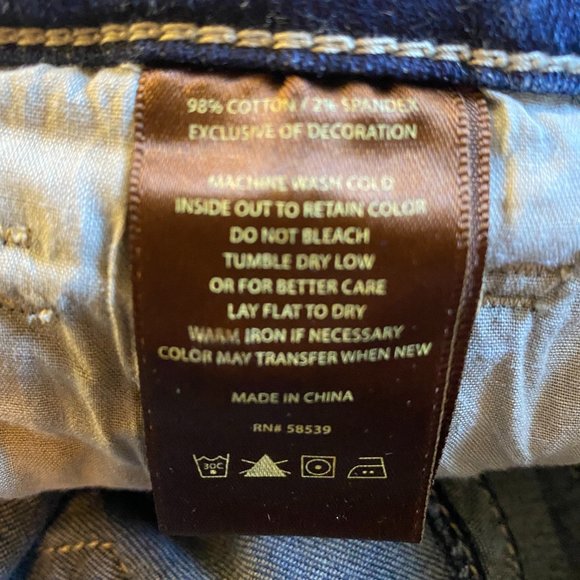 98% COTTON / 2% SPANDEX
EXCLUSIVE OF DECORATION
MACHINE WASH COLD
INSIDE OUT TO RETAIN COLOR
DO NOT BLEACH
TUMBLE DRY LOW
OR FOR BETTER CARE
LAY FLAT TO DRY
WARM IRON IF NECESSARY
COLOR MAY TRANSFER WHEN NEW
MADE IN CHINA
RN# 58539
30C